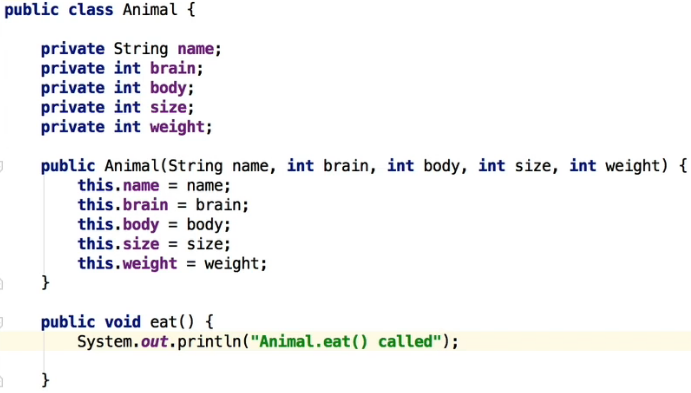 public class Animal {
private String name;
private int brain;
private int body;
private int size;
private int weight;
public Animal(String name, int brain, int body, int size, int weight) {
this.name = name;
this.brain = brain;
this.body = body;
this.size = size;
this.weight = weight;
}
public void eat() {
System.out.println("Animal.eat() called");
}